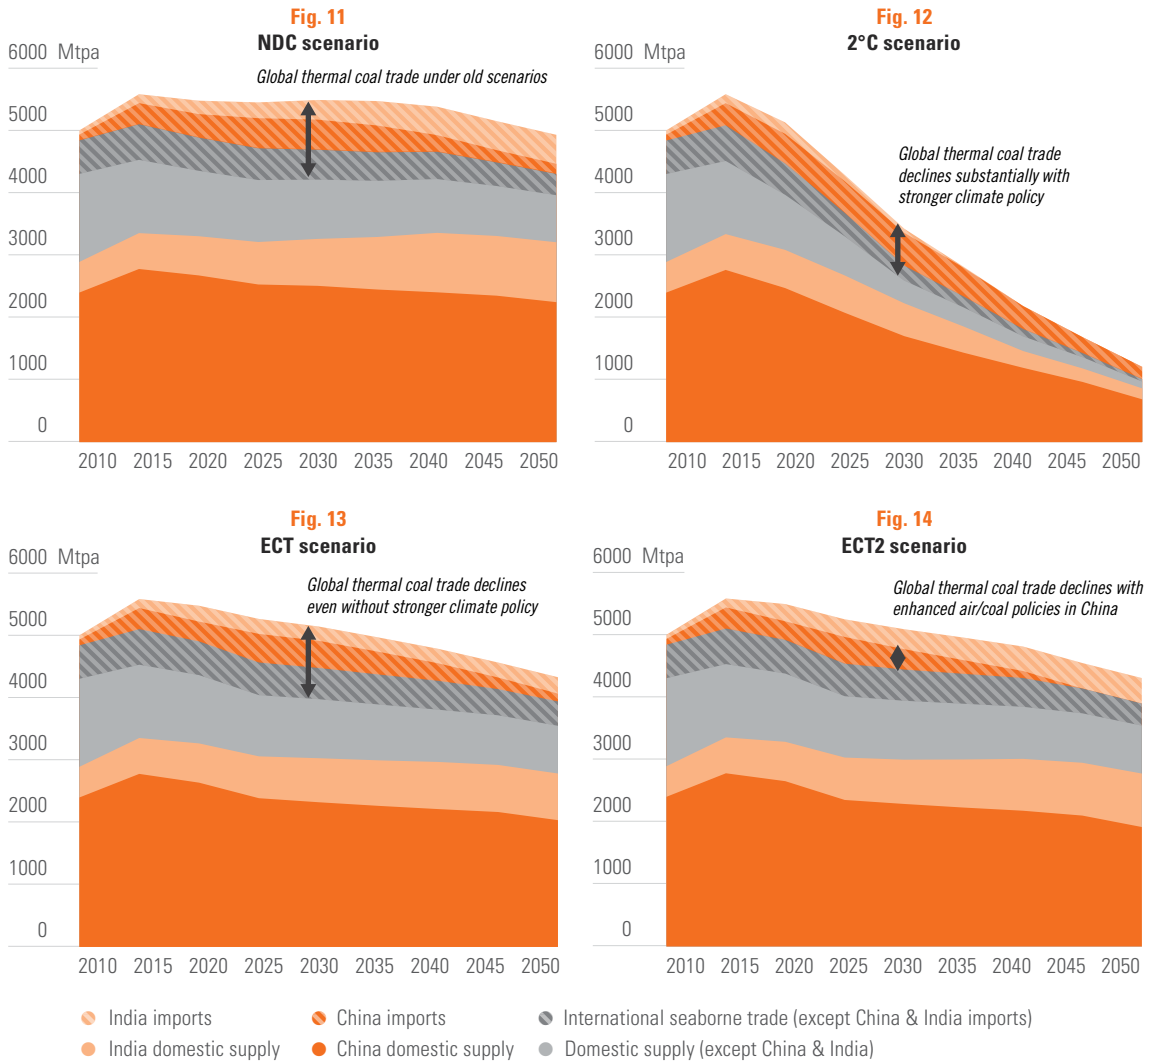 Fig. 11
NDC scenario
6000 Mtpa
Global thermal coal trade under old scenarios
5000
4000
3000
2000
1000
0
2010 2015 2020 2025 2030 2035 2040 2045 2050
Fig. 12
2°C scenario
6000 Mtpa
5000
Global thermal coal trade
declines substantially with
stronger climate policy
4000
3000
2000
1000
0
2010 2015 2020 2025 2030 2035 2040 2045 2050
Fig. 13
ECT scenario
6000 Mtpa
Global thermal coal trade declines
even without stronger climate policy
5000
4000
3000
2000
1000
0
2010 2015 2020 2025 2030 2035 2040 2045 2050
Fig. 14
ECT2 scenario
6000 Mtpa
Global thermal coal trade declines with
enhanced air/coal policies in China
5000
4000
3000
2000
1000
0
2010 2015 2020 2025 2030 2035 2040 2045 2050
India imports China imports International seaborne trade (except China & India imports)
India domestic supply China domestic supply Domestic supply (except China & India)